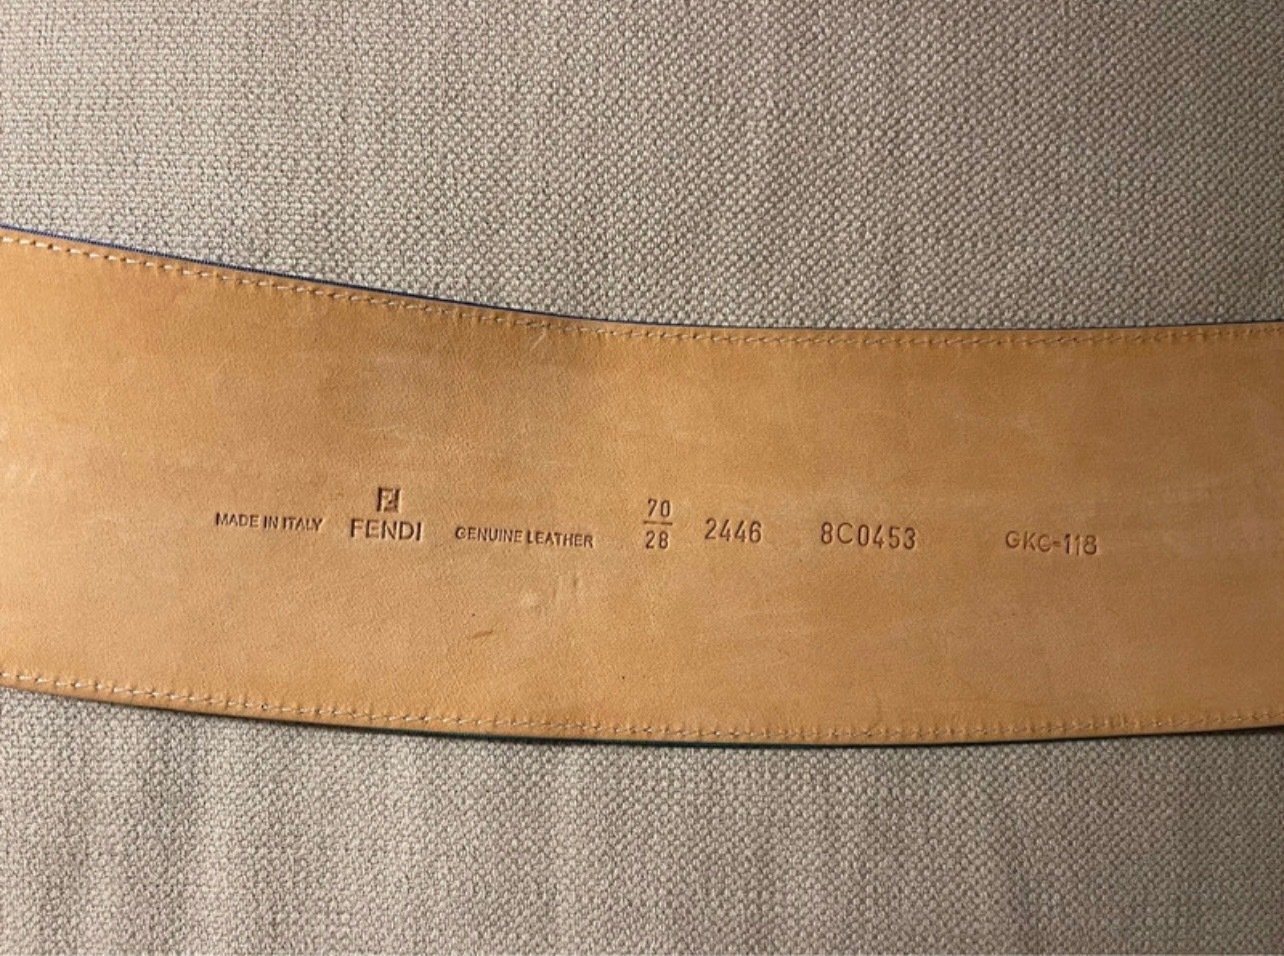 MADE IN ITALY
FENDI
GENUINE LEATHER
70
28
2446
8C0453
GKC-118